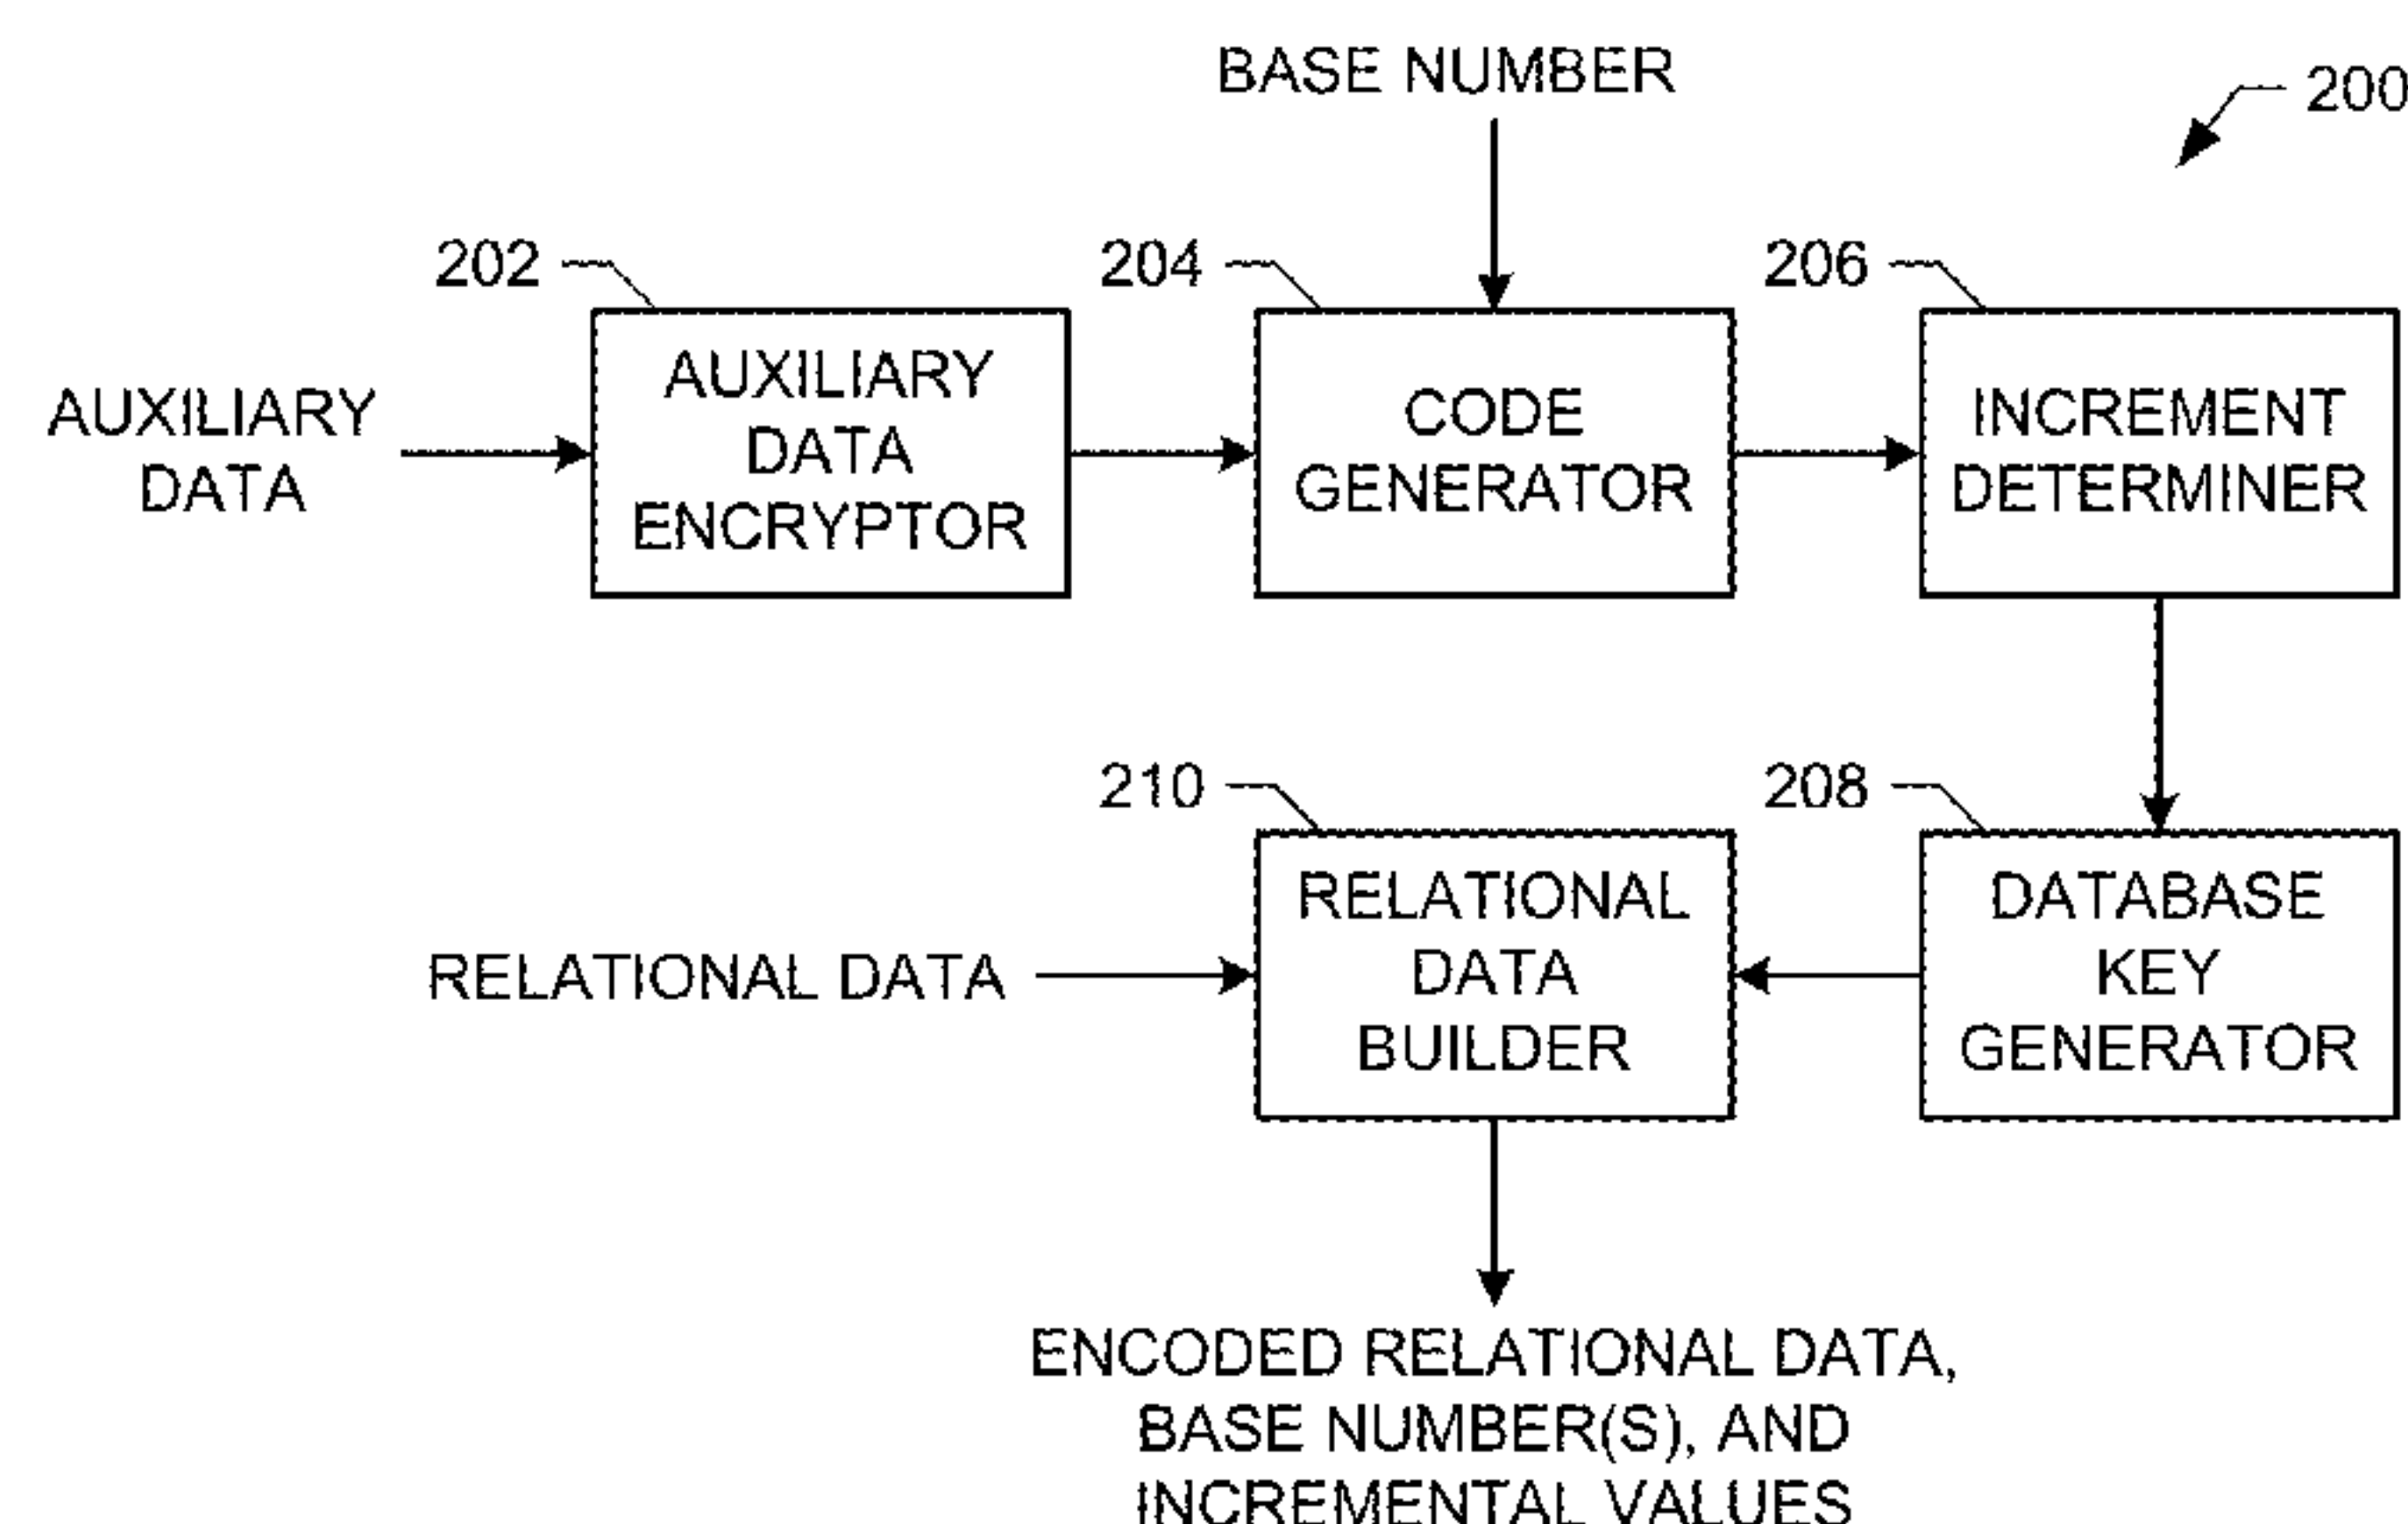 BASE NUMBER
200
202
204
206
AUXILIARY
DATA
AUXILIARY
DATA
ENCRYPTOR
CODE
GENERATOR
INCREMENT
DETERMINER
210
208
RELATIONAL DATA
RELATIONAL
DATA
BUILDER
DATABASE
KEY
GENERATOR
ENCODED RELATIONAL DATA,
BASE NUMBER(S), AND
INCREMENTAL VALUES